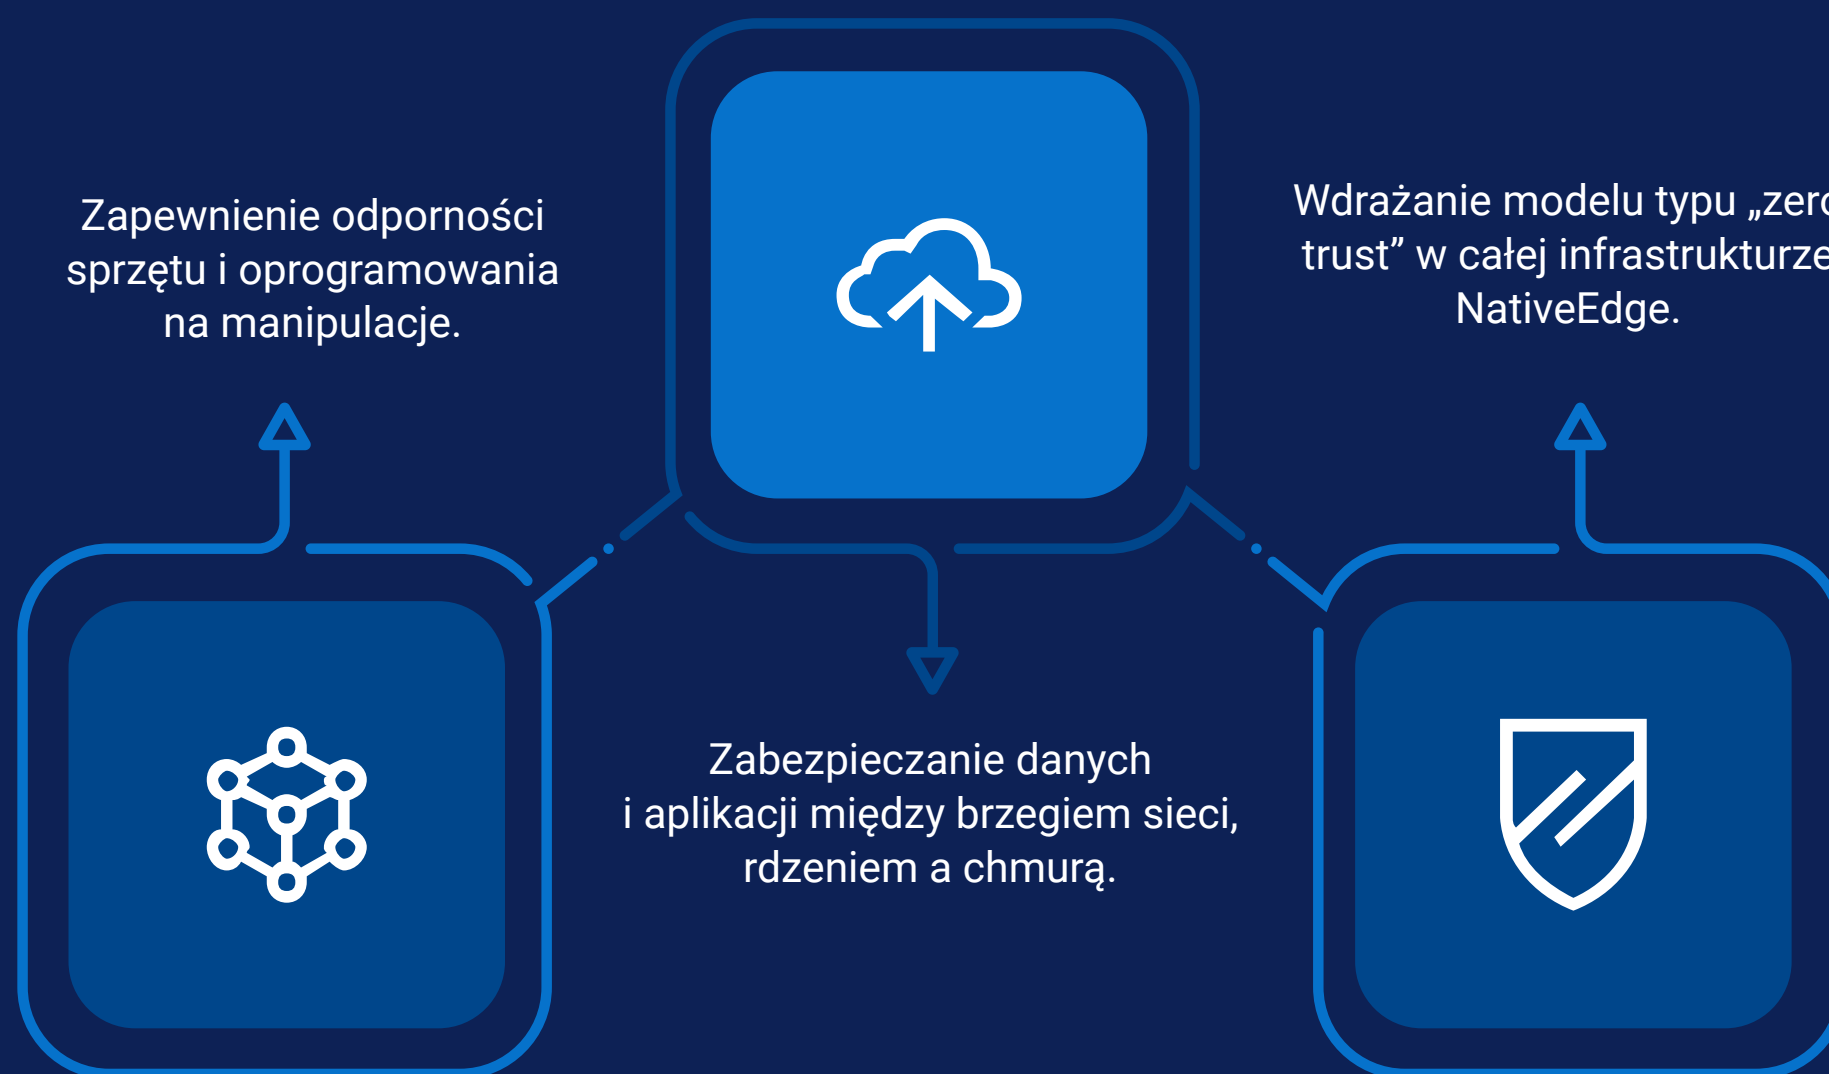 Zapewnienie odporności
sprzętu i oprogramowania
na manipulacje.
Zabezpieczanie danych
i aplikacji między brzegiem sieci,
rdzeniem a chmurą.
Wdrażanie modelu typu „zero
trust” w całej infrastrukturze
NativeEdge.